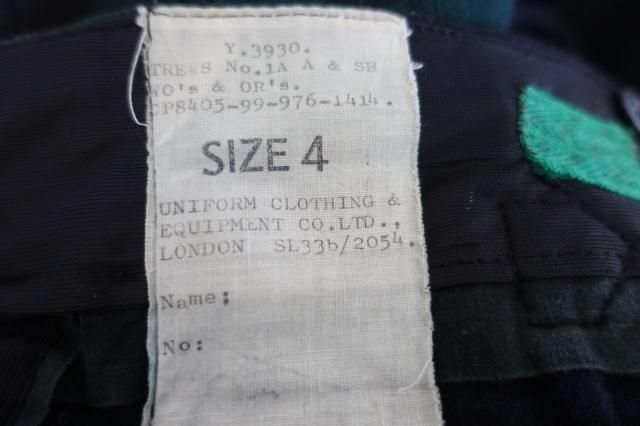 Y.3930.
TREWS No.1A A & SH
NO's & OR's.
CP8405-99-976-1414.
SIZE 4
UNIFORM CLOTHING &
EQUIPMENT CO.LTD.,
LONDON SL33b/2054.
Name;
No: